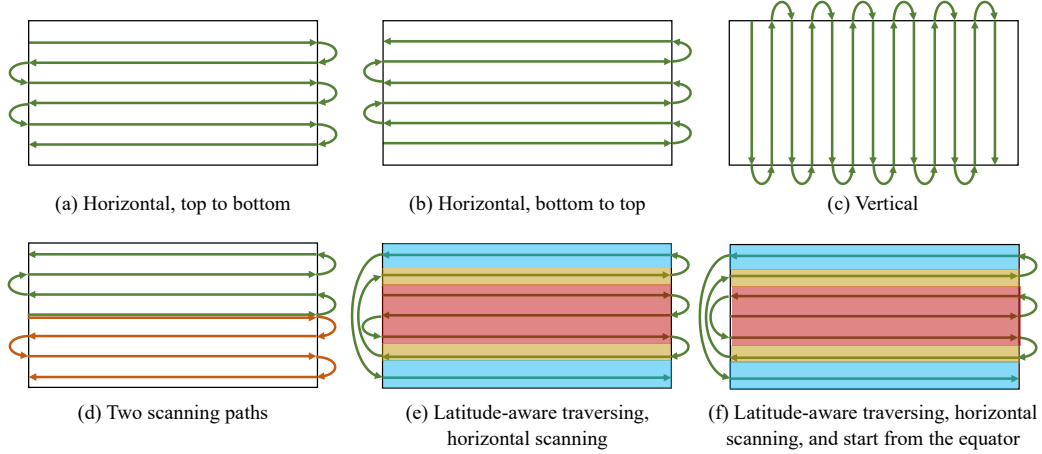 (a) Horizontal, top to bottom
(b) Horizontal, bottom to top
(c) Vertical
(d) Two scanning paths
(e) Latitude-aware traversing,
horizontal scanning
(f) Latitude-aware traversing, horizontal
scanning, and start from the equator